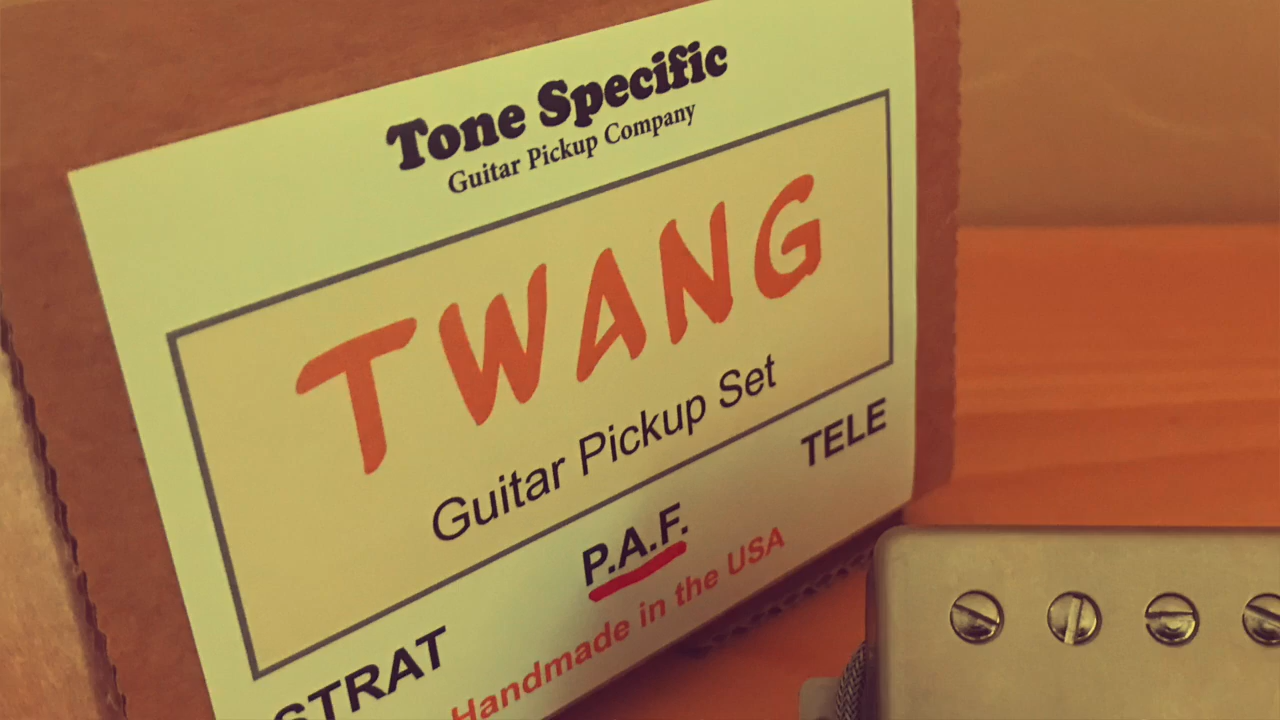 Tone Specific
Guitar Pickup Company
TWANG
Guitar Pickup Set
STRAT P.A.F. TELE
Handmade in the USA